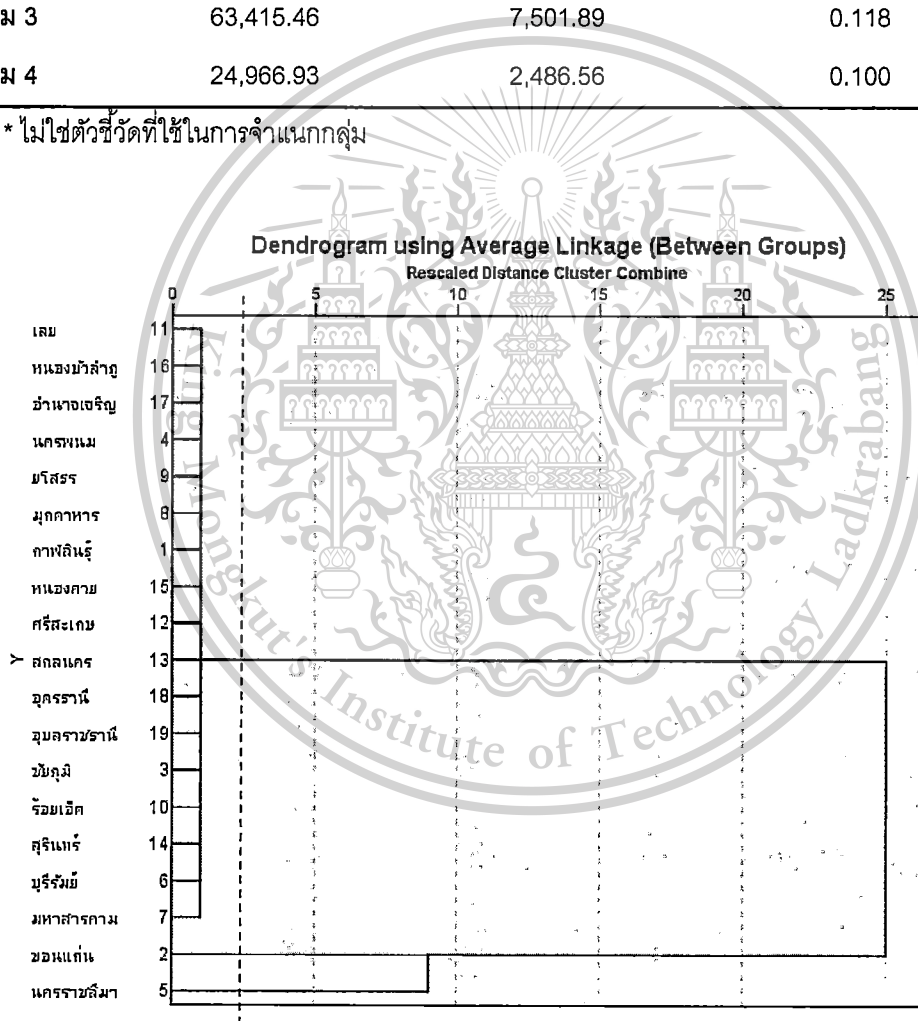 ม 3 63,415.46 7,501.89 0.118
ม 4 24,966.93 2,486.56 0.100
* ไม่ใช่ตัวชี้วัดที่ใช้ในการจำแนกกลุ่ม
Dendrogram using Average Linkage (Between Groups)
Rescaled Distance Cluster Combine
0 5 10 15 20 25
เลย 11
หนองบัวลำภู 16
อำนาจเจริญ 17
นครพนม 4
ยโสธร 9
มุกดาหาร 8
กาฬสินธุ์ 1
หนองคาย 15
ศรีสะเกษ 12
Y สกลนคร 13
อุดรธานี 18
อุบลราชธานี 19
ชัยภูมิ 3
ร้อยเอ็ด 10
สุรินทร์ 14
บุรีรัมย์ 6
มหาสารคาม 7
ขอนแก่น 2
นครราชสีมา 5
King Mongkut's Institute of Technology Ladkrabang